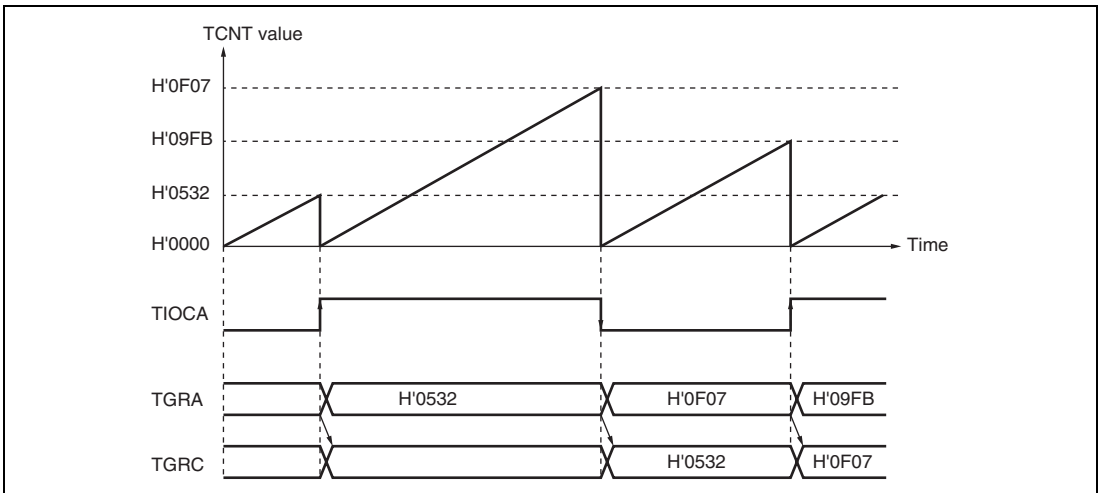 TCNT value
H'0F07
H'09FB
H'0532
H'0000
Time
TIOCA
TGRA
H'0532
H'0F07
H'09FB
TGRC
H'0532
H'0F07